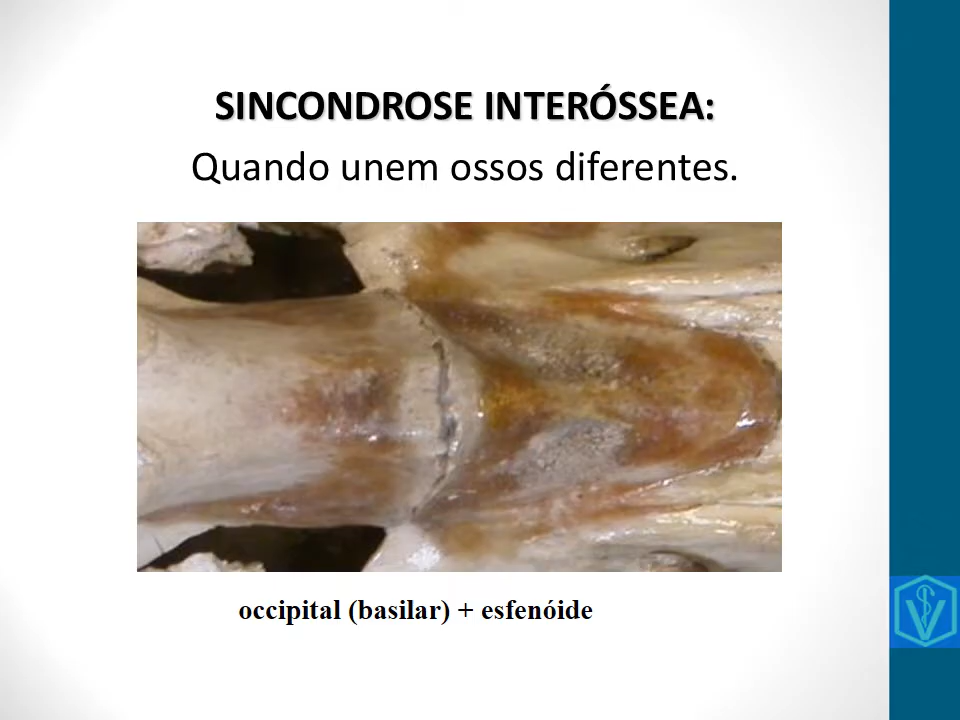 SINCONDROSE INTERÓSSEA:
Quando unem ossos diferentes.
occipital (basilar) + esfenóide